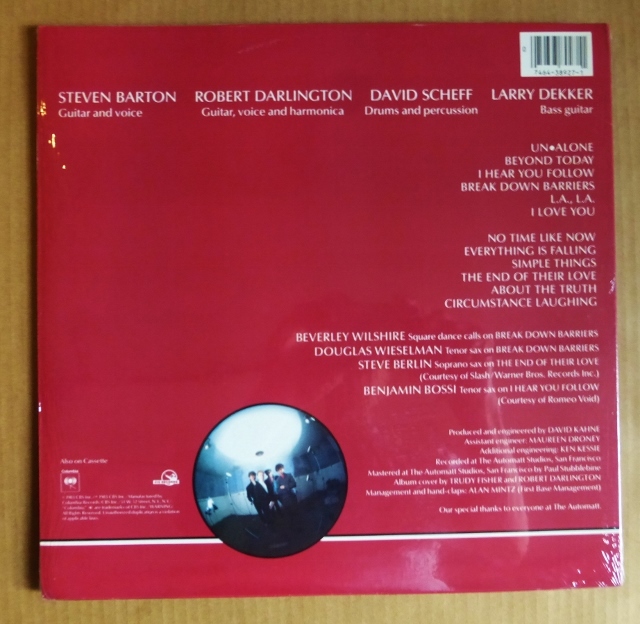 7464-38927-1
STEVEN BARTON ROBERT DARLINGTON DAVID SCHEFF LARRY DEKKER
Guitar and voice Guitar, voice and harmonica Drums and percussion Bass guitar
UN•ALONE
BEYOND TODAY
I HEAR YOU FOLLOW
BREAK DOWN BARRIERS
L.A., L.A.
I LOVE YOU
NO TIME LIKE NOW
EVERYTHING IS FALLING
SIMPLE THINGS
THE END OF THEIR LOVE
ABOUT THE TRUTH
CIRCUMSTANCE LAUGHING
BEVERLEY WILSHIRE Square dance calls on BREAK DOWN BARRIERS
DOUGLAS WIESELMAN Tenor sax on BREAK DOWN BARRIERS
STEVE BERLIN Soprano sax on THE END OF THEIR LOVE
(Courtesy of Slash/Warner Bros. Records Inc.)
BENJAMIN BOSSI Tenor sax on I HEAR YOU FOLLOW
(Courtesy of Romeo Void)
Produced and engineered by DAVID KAHNE
Assistant engineer: MAUREEN DRONEY
Additional engineering: KEN KESSIE
Recorded at The Automatt Studios, San Francisco
Mastered at The Automatt Studios, San Francisco by Paul Stubblebine
Album cover by TRUDY FISHER and ROBERT DARLINGTON
Management and hand-claps: ALAN MINTZ (First Base Management)
Our special thanks to everyone at The Automatt.
Also on Cassette
Columbia